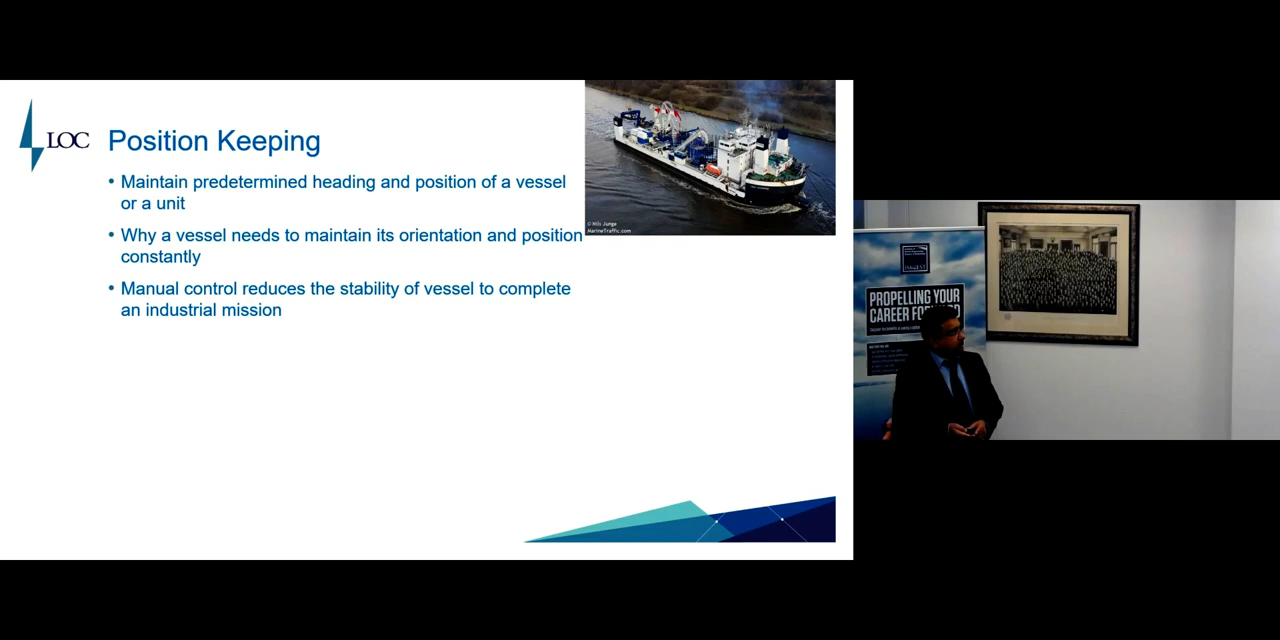 LOC
Position Keeping
• Maintain predetermined heading and position of a vessel
or a unit
• Why a vessel needs to maintain its orientation and position
constantly
• Manual control reduces the stability of vessel to complete
an industrial mission
© Nils Junge
MarineTraffic.com
PROPELLING YOUR
CAREER